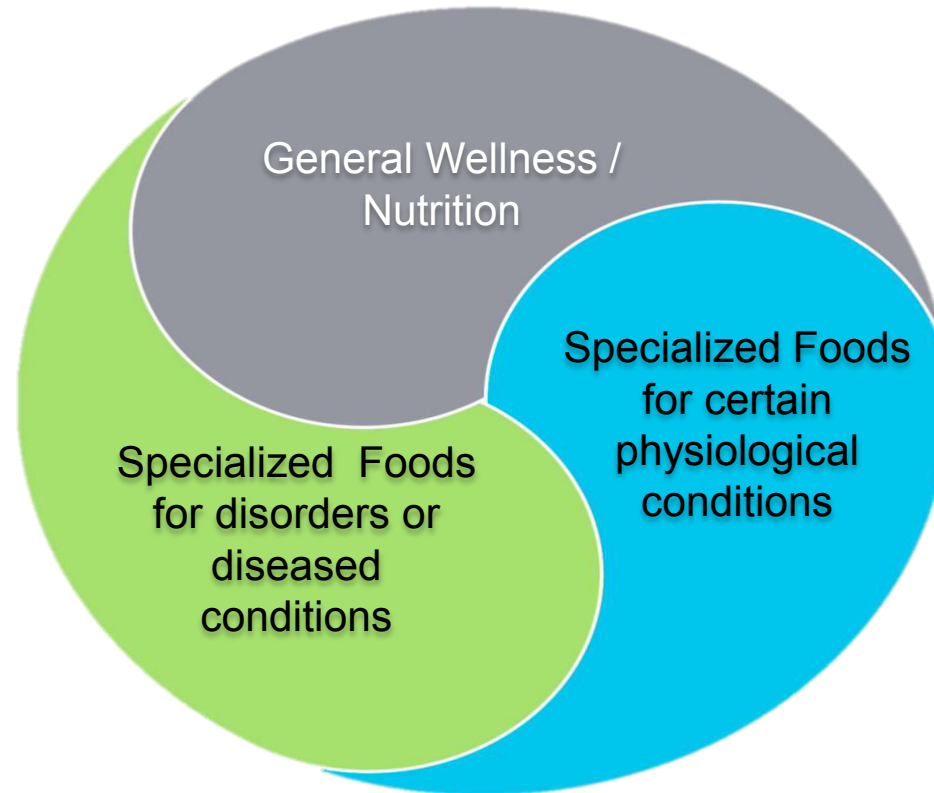 General Wellness /
Nutrition
Specialized Foods
for certain
physiological
conditions
Specialized  Foods
for disorders or
diseased
conditions